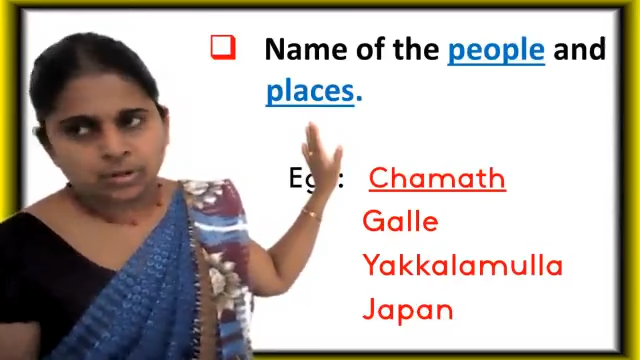 Name of the people and
places.
Eg : Chamath
Galle
Yakkalamulla
Japan